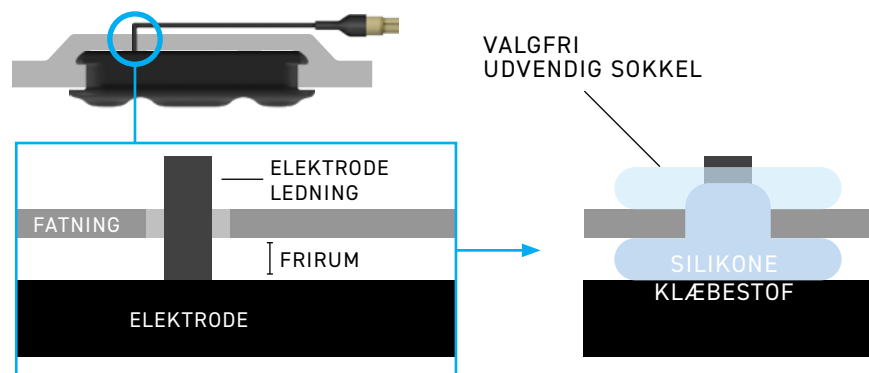 VALGFRI
UDVENDIG SOKKEL
ELEKTRODE
LEDNING
FATNING
FRIRUM
ELEKTRODE
SILIKONE
KLÆBESTOF